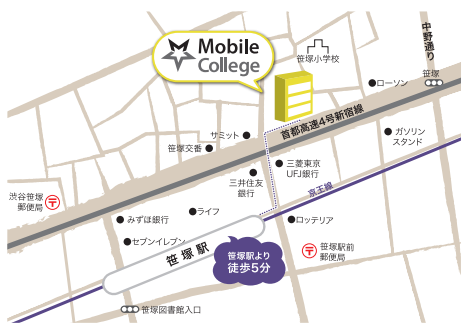 中野通り
Mobile
College
笹塚小学校
笹塚
ローソン
首都高速4号新宿線
サミット
笹塚交番
ガソリン
スタンド
三菱東京
UFJ銀行
三井住友
銀行
京王線
渋谷笹塚
郵便局
みずほ銀行
ライフ
ロッテリア
セブンイレブン
笹塚駅
笹塚駅より
徒歩5分
笹塚駅前
郵便局
笹塚図書館入口